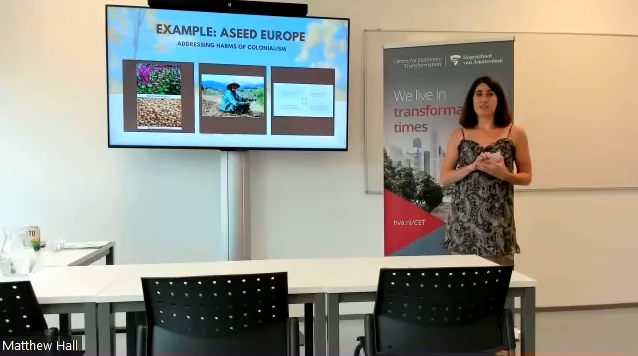 EXAMPLE: ASEED EUROPE
ADDRESSING HARMS OF COLONIALISM
Centre for Economic
Transformation
Hogeschool
van Amsterdam
We live in
transforma
times
hva.nl/CET
Matthew Hall